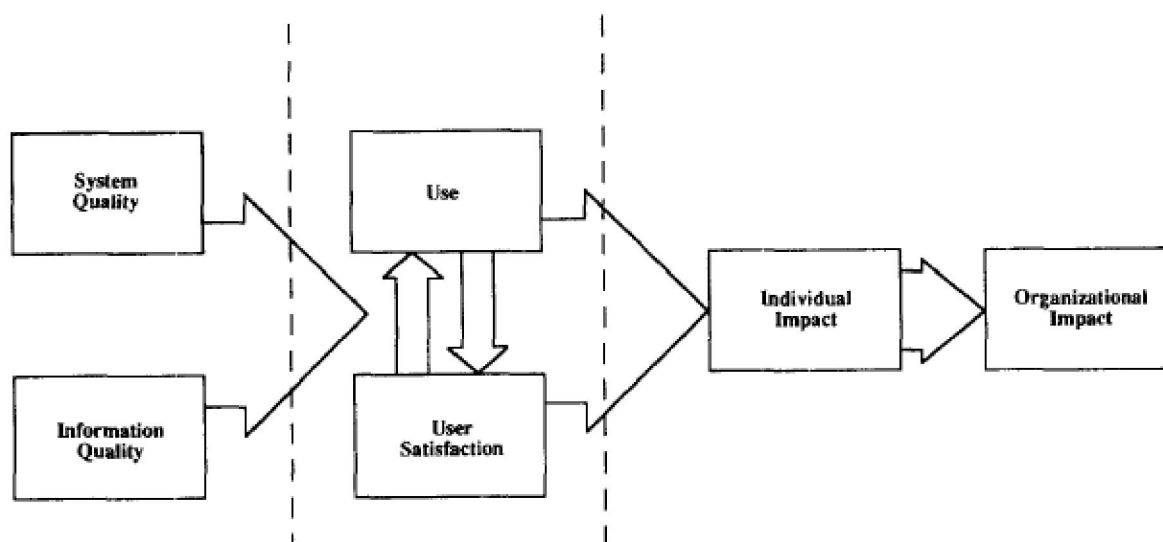 System
Quality
Information
Quality
Use
User
Satisfaction
Individual
Impact
Organizational
Impact